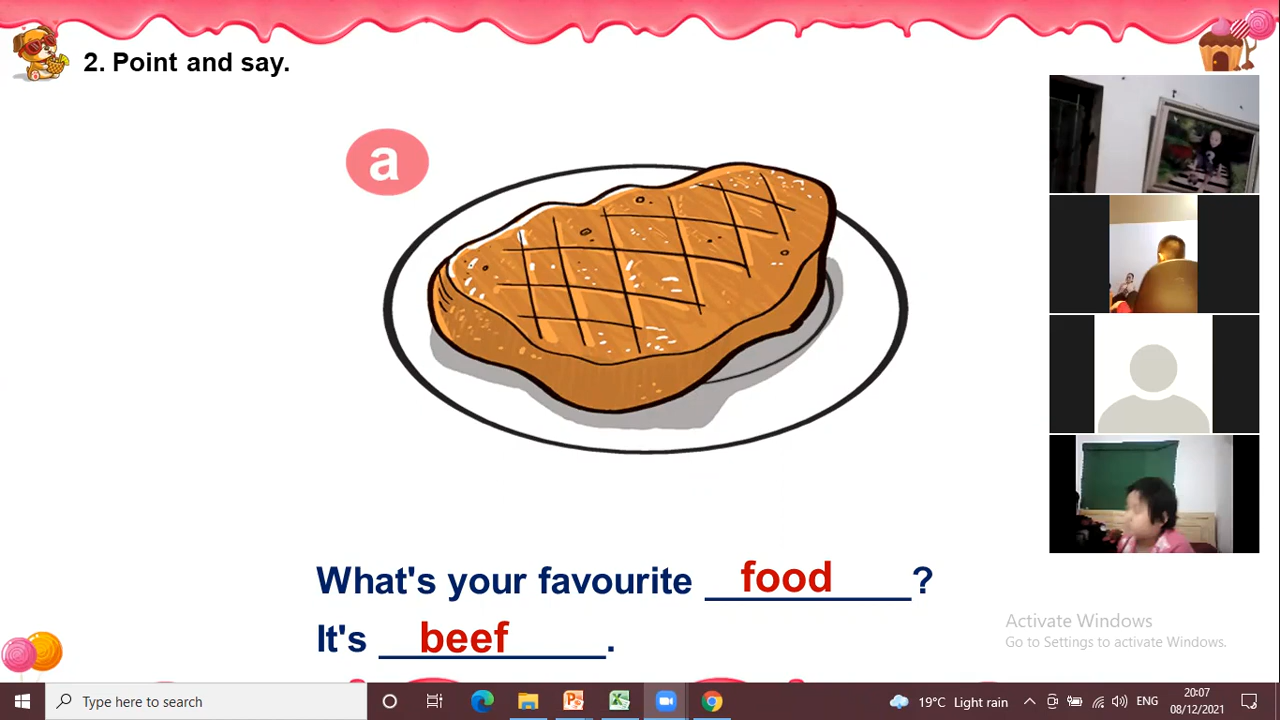 2. Point and say.
a
What's your favourite food?
It's beef.
Activate Windows
Go to Settings to activate Windows.
Type here to search
19°C Light rain
ENG
20:07
08/12/2021